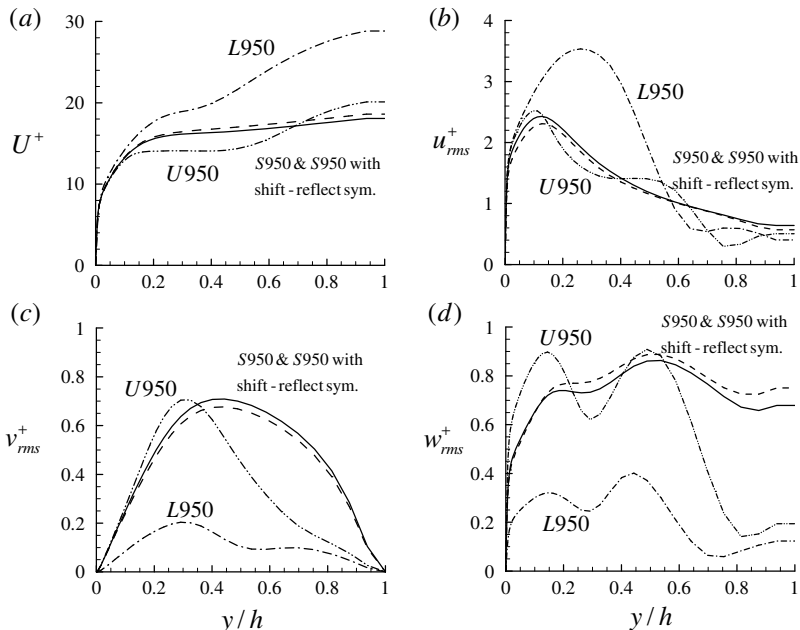 (a)
30
20
10
0
U⁺
L950
U950
S950 & S950 with
shift - reflect sym.
0 0.2 0.4 0.6 0.8 1
(b)
4
3
2
1
0
u⁺rms
L950
U950
S950 & S950 with
shift - reflect sym.
0 0.2 0.4 0.6 0.8 1
(c)
1
0.8
0.6
0.4
0.2
0
v⁺rms
S950 & S950 with
shift - reflect sym.
U950
L950
0 0.2 0.4 0.6 0.8 1
y / h
(d)
1
0.8
0.6
0.4
0.2
0
w⁺rms
S950 & S950 with
shift - reflect sym.
U950
L950
0 0.2 0.4 0.6 0.8 1
y / h